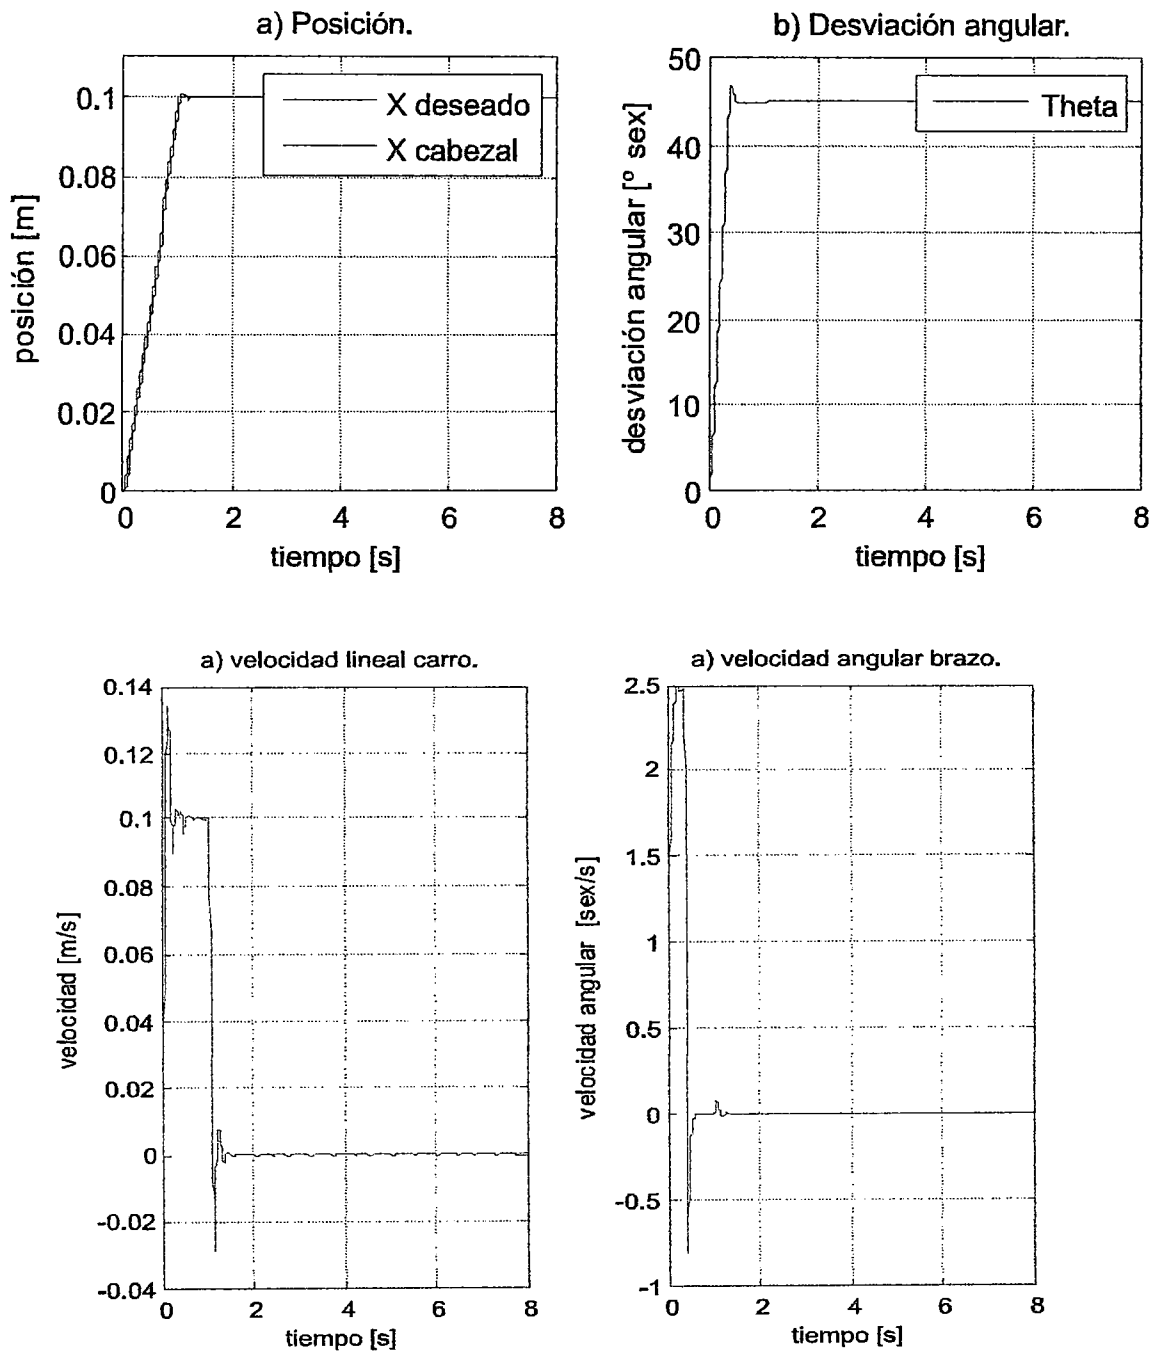 a) Posición.
0.1
0.08
0.06
0.04
0.02
0
posición [m]
X deseado
X cabezal
0 2 4 6 8
tiempo [s]
b) Desviación angular.
50
40
30
20
10
0
desviación angular [º sex]
Theta
0 2 4 6 8
tiempo [s]
a) velocidad lineal carro.
0.14
0.12
0.1
0.08
0.06
0.04
0.02
0
-0.02
-0.04
velocidad [m/s]
0 2 4 6 8
tiempo [s]
a) velocidad angular brazo.
2.5
2
1.5
1
0.5
0
-0.5
-1
velocidad angular [sex/s]
0 2 4 6 8
tiempo [s]